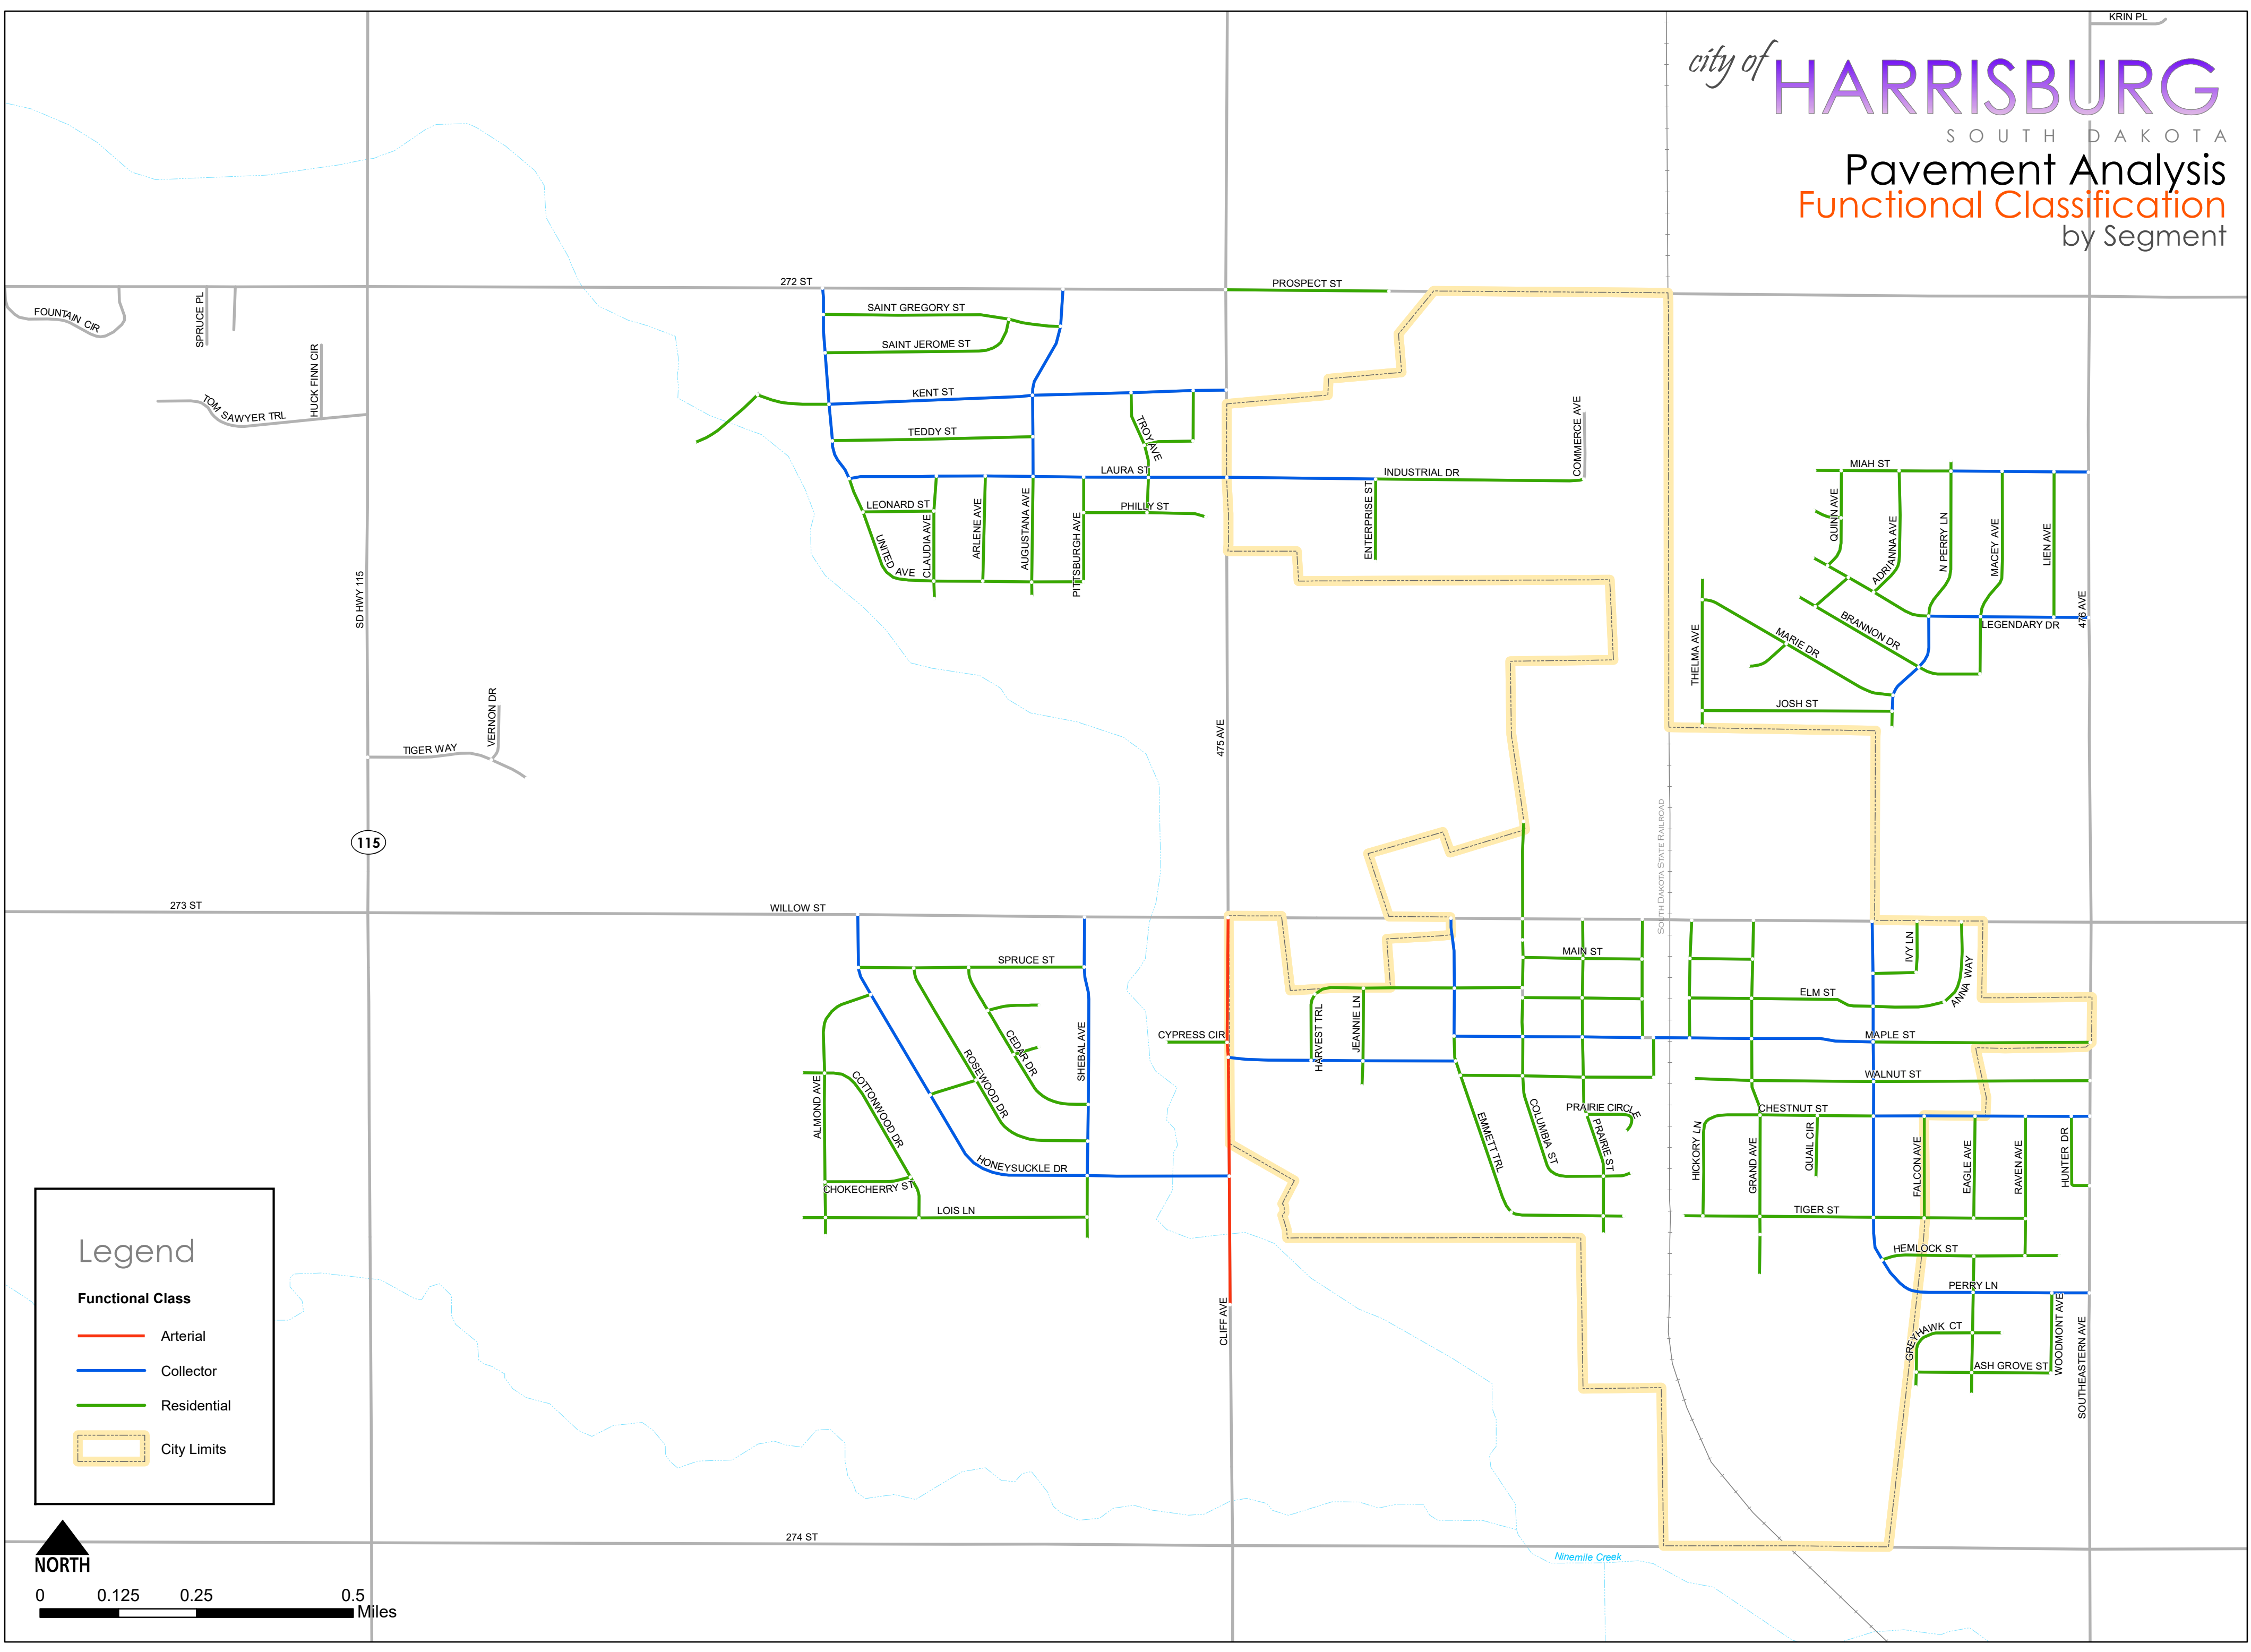 KRIN PL
city of
HARRISBURG
SOUTH DAKOTA
Pavement Analysis
Functional Classification
by Segment
272 ST
PROSPECT ST
FOUNTAIN CIR
SPRUCE PL
HUCK FINN CIR
TOM SAWYER TRL
SAINT GREGORY ST
SAINT JEROME ST
KENT ST
TEDDY ST
TROY AVE
LAURA ST
INDUSTRIAL DR
COMMERCE AVE
ENTERPRISE ST
LEONARD ST
PHILLY ST
UNITED AVE
CLAUDIA AVE
ARLENE AVE
AUGUSTANA AVE
PITTSBURGH AVE
MIAH ST
QUINN AVE
ADRIANNA AVE
N PERRY LN
MACEY AVE
LIEN AVE
476 AVE
LEGENDARY DR
BRANNON DR
MARIE DR
THELMA AVE
JOSH ST
SD HWY 115
VERNON DR
TIGER WAY
475 AVE
115
SOUTH DAKOTA STATE RAILROAD
273 ST
WILLOW ST
SPRUCE ST
MAIN ST
IVY LN
ANNA WAY
ELM ST
CYPRESS CIR
HARVEST TRL
JEANNIE LN
MAPLE ST
SHEBAL AVE
CEDAR DR
ROSEWOOD DR
COTTONWOOD DR
ALMOND AVE
WALNUT ST
CHESTNUT ST
PRAIRIE CIRCLE
EMMETT TRL
COLUMBIA ST
PRAIRIE ST
HICKORY LN
GRAND AVE
QUAIL CIR
FALCON AVE
EAGLE AVE
RAVEN AVE
HUNTER DR
HONEYSUCKLE DR
CHOKECHERRY ST
LOIS LN
TIGER ST
HEMLOCK ST
PERRY LN
CLIFF AVE
GREYHAWK CT
WOODMONT AVE
ASH GROVE ST
SOUTHEASTERN AVE
Legend
Functional Class
Arterial
Collector
Residential
City Limits
274 ST
Ninemile Creek
NORTH
0 0.125 0.25 0.5
Miles